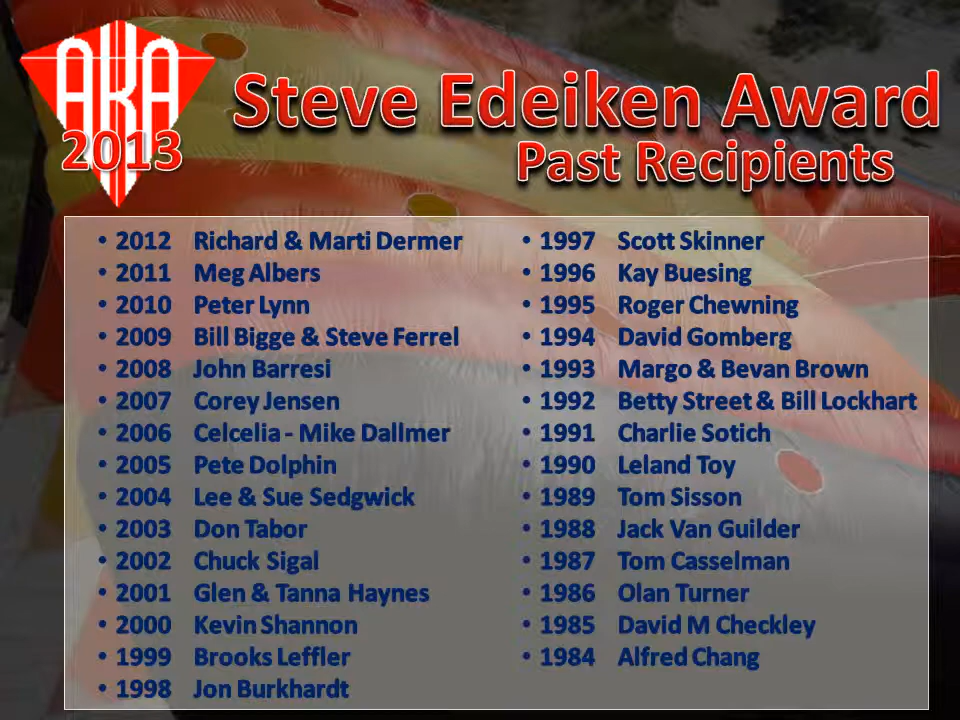 AKA
2013
Steve Edeiken Award
Past Recipients
• 2012 Richard & Marti Dermer
• 2011 Meg Albers
• 2010 Peter Lynn
• 2009 Bill Bigge & Steve Ferrel
• 2008 John Barresi
• 2007 Corey Jensen
• 2006 Celcelia - Mike Dallmer
• 2005 Pete Dolphin
• 2004 Lee & Sue Sedgwick
• 2003 Don Tabor
• 2002 Chuck Sigal
• 2001 Glen & Tanna Haynes
• 2000 Kevin Shannon
• 1999 Brooks Leffler
• 1998 Jon Burkhardt
• 1997 Scott Skinner
• 1996 Kay Buesing
• 1995 Roger Chewning
• 1994 David Gomberg
• 1993 Margo & Bevan Brown
• 1992 Betty Street & Bill Lockhart
• 1991 Charlie Sotich
• 1990 Leland Toy
• 1989 Tom Sisson
• 1988 Jack Van Guilder
• 1987 Tom Casselman
• 1986 Olan Turner
• 1985 David M Checkley
• 1984 Alfred Chang